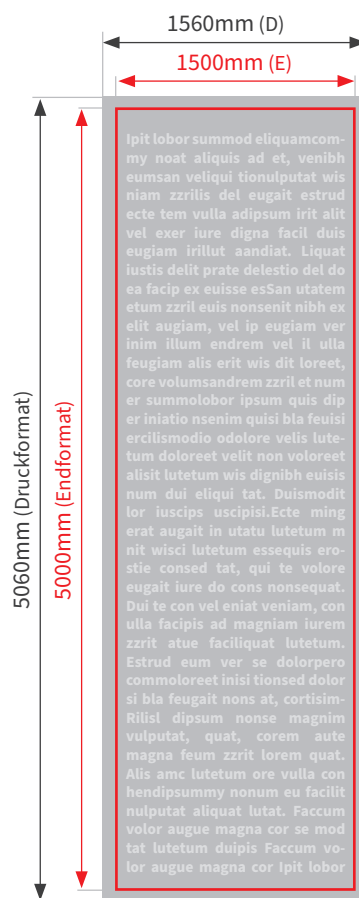 1560mm (D)
1500mm (E)
5060mm (Druckformat)
5000mm (Endformat)
Ipit lobor summod eliquamcom-
my noat aliquis ad et, venibh
eumsan veliqui tionulputat wis
niam zzrilis del eugait estrud
ecte tem vulla adipsum irit alit
vel exer iure digna facil duis
eugiam irillut aandiat. Liquat
iustis delit prate delestio del do
ea facip ex euisse esSan utatem
etum zzril euis nonsenit nibh ex
elit augiam, vel ip eugiam ver
inim illum endrem vel il ulla
feugiam alis erit wis dit loreet,
core volumsandrem zzril et num
er summolobor ipsum quis dip
er iniatio nsenim quisi bla feuisi
ercilismodio odolore velis lute-
tum doloreet velit non voloreet
alisit lutetum wis dignibh euisis
num dui eliqui tat. Duismodit
lor iuscips uscipisi.Ecte ming
erat augait in utatu lutetum m
nit wisci lutetum essequis ero-
stie consed tat, qui te volore
eugait iure do cons nonsequat.
Dui te con vel eniat veniam, con
ulla facipis ad magniam iurem
zzrit atue faciliquat lutetum.
Estrud eum ver se dolorpero
commoloreet inisi tionsed dolor
si bla feugait nons at, cortisim-
Rilisl dipsum nonse magnim
vulputat, quat, corem aute
magna feum zzrit lorem quat.
Alis amc lutetum ore vulla con
hendipsummy nonum eu facilit
nulputat aliquat lutat. Faccum
volor augue magna cor se mod
tat lutetum duipis Faccum vo-
lor augue magna cor Ipit lobor